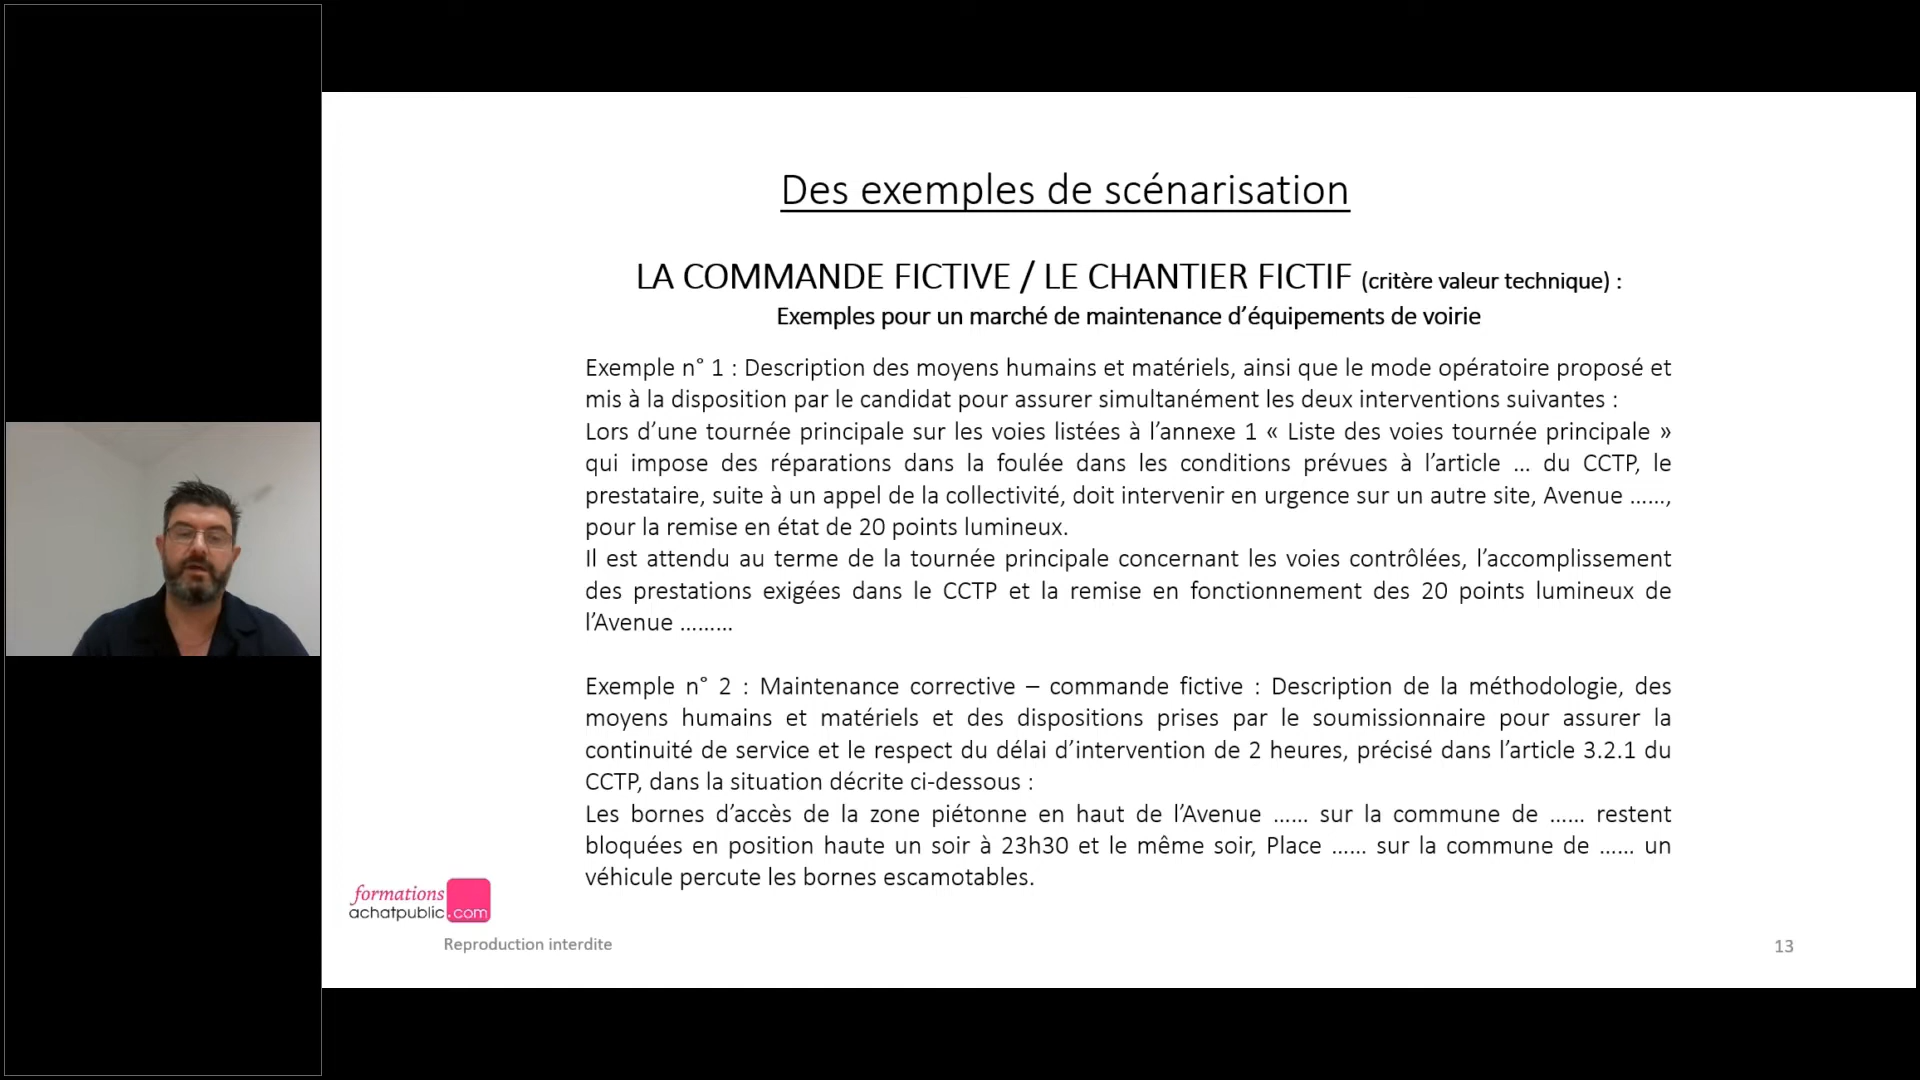 Des exemples de scénarisation
LA COMMANDE FICTIVE / LE CHANTIER FICTIF (critère valeur technique) :
Exemples pour un marché de maintenance d’équipements de voirie
Exemple n° 1 : Description des moyens humains et matériels, ainsi que le mode opératoire proposé et
mis à la disposition par le candidat pour assurer simultanément les deux interventions suivantes :
Lors d’une tournée principale sur les voies listées à l’annexe 1 « Liste des voies tournée principale »
qui impose des réparations dans la foulée dans les conditions prévues à l’article … du CCTP, le
prestataire, suite à un appel de la collectivité, doit intervenir en urgence sur un autre site, Avenue ……,
pour la remise en état de 20 points lumineux.
Il est attendu au terme de la tournée principale concernant les voies contrôlées, l’accomplissement
des prestations exigées dans le CCTP et la remise en fonctionnement des 20 points lumineux de
l’Avenue ………
Exemple n° 2 : Maintenance corrective – commande fictive : Description de la méthodologie, des
moyens humains et matériels et des dispositions prises par le soumissionnaire pour assurer la
continuité de service et le respect du délai d’intervention de 2 heures, précisé dans l’article 3.2.1 du
CCTP, dans la situation décrite ci-dessous :
Les bornes d’accès de la zone piétonne en haut de l’Avenue …… sur la commune de …… restent
bloquées en position haute un soir à 23h30 et le même soir, Place …… sur la commune de …… un
véhicule percute les bornes escamotables.
formations
achatpublic.com
Reproduction interdite
13